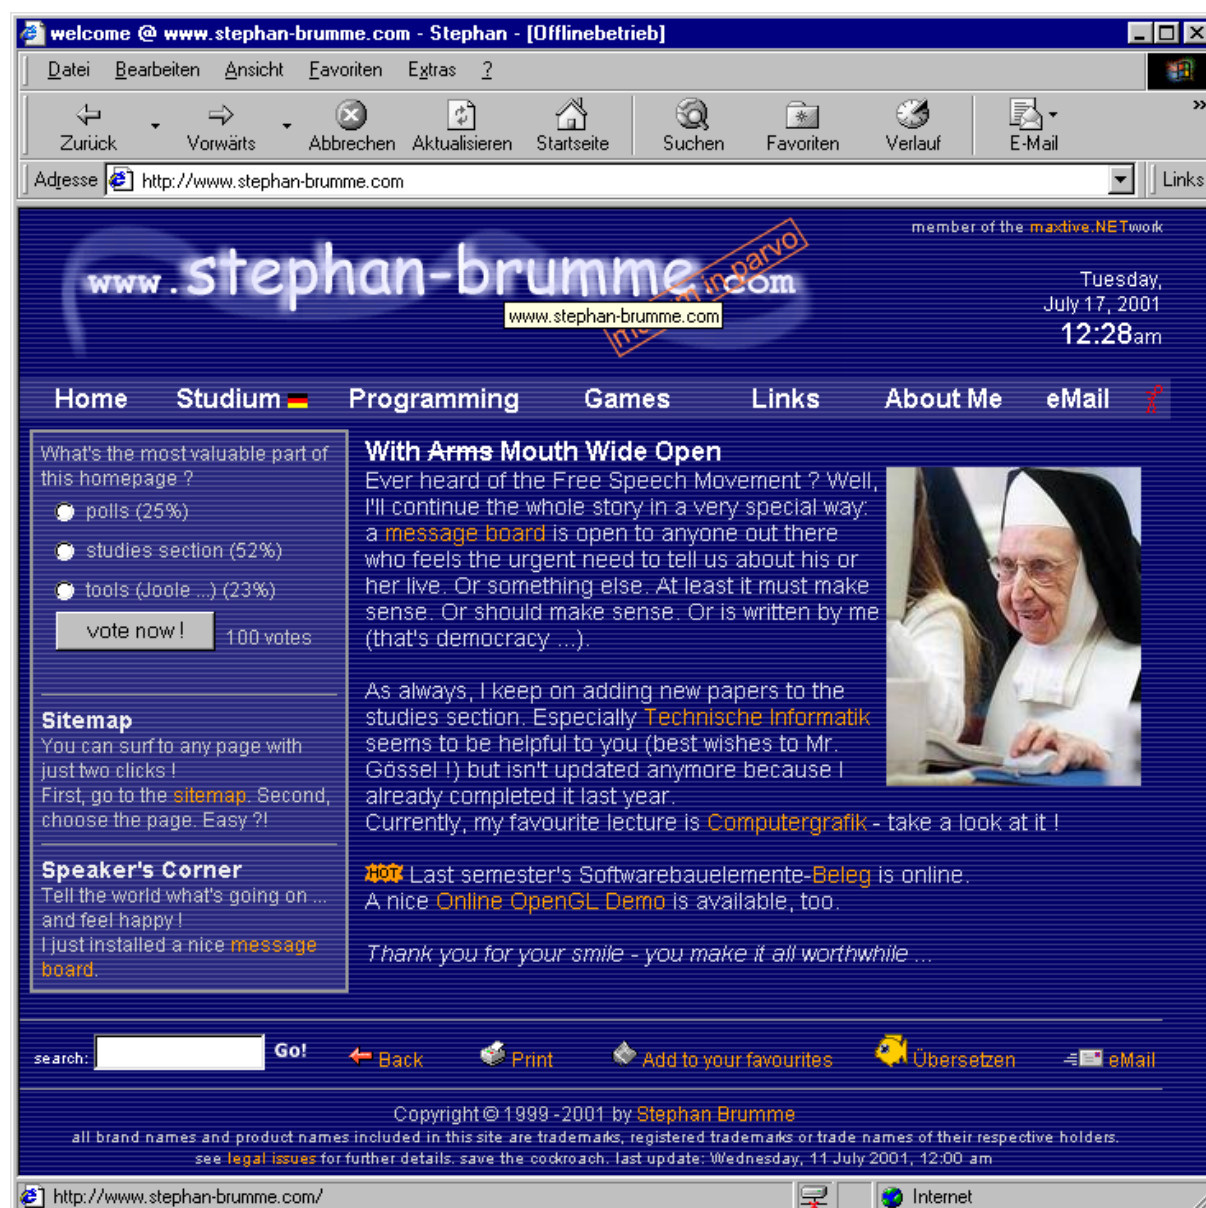 welcome @ www.stephan-brumme.com - Stephan - [Offlinebetrieb]
Datei Bearbeiten Ansicht Favoriten Extras ?
Zurück Vorwärts Abbrechen Aktualisieren Startseite Suchen Favoriten Verlauf E-Mail »
Adresse http://www.stephan-brumme.com Links
member of the maxtive.NETwork
www.stephan-brumme.com
in parvo
www.stephan-brumme.com
Tuesday,
July 17, 2001
12:28am
Home Studium Programming Games Links About Me eMail
What's the most valuable part of
this homepage ?
polls (25%)
studies section (52%)
tools (Joole ...) (23%)
vote now ! 100 votes
Sitemap
You can surf to any page with
just two clicks !
First, go to the sitemap. Second,
choose the page. Easy ?!
Speaker's Corner
Tell the world what's going on ...
and feel happy !
I just installed a nice message
board.
With Arms Mouth Wide Open
Ever heard of the Free Speech Movement ? Well,
I'll continue the whole story in a very special way:
a message board is open to anyone out there
who feels the urgent need to tell us about his or
her live. Or something else. At least it must make
sense. Or should make sense. Or is written by me
(that's democracy ...).
As always, I keep on adding new papers to the
studies section. Especially Technische Informatik
seems to be helpful to you (best wishes to Mr.
Gössel !) but isn't updated anymore because I
already completed it last year.
Currently, my favourite lecture is Computergrafik - take a look at it !
HOT Last semester's Softwarebauelemente-Beleg is online.
A nice Online OpenGL Demo is available, too.
Thank you for your smile - you make it all worthwhile ...
search: Go! Back Print Add to your favourites Übersetzen eMail
Copyright © 1999 - 2001 by Stephan Brumme
all brand names and product names included in this site are trademarks, registered trademarks or trade names of their respective holders.
see legal issues for further details. save the cockroach. last update: Wednesday, 11 July 2001, 12:00 am
http://www.stephan-brumme.com/ Internet